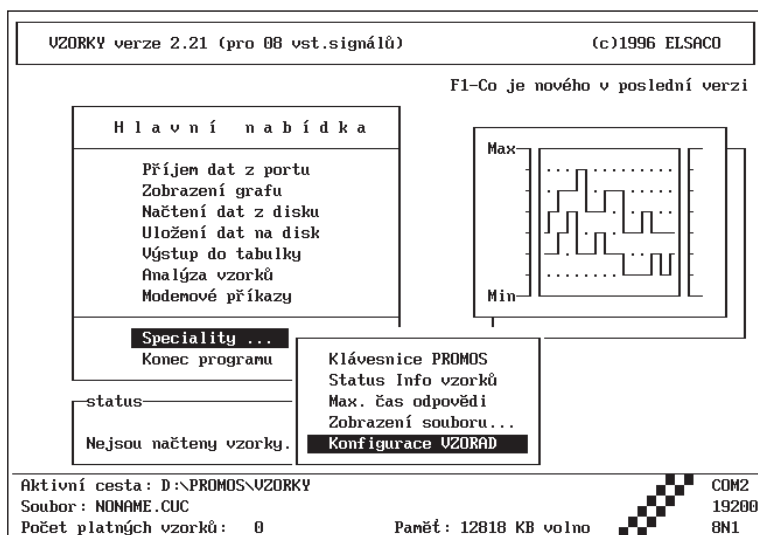 VZORKY verze 2.21 (pro 08 vst.signálů) (c)1996 ELSACO
F1-Co je nového v poslední verzi
Hlavní nabídka
Příjem dat z portu
Zobrazení grafu
Načtení dat z disku
Uložení dat na disk
Výstup do tabulky
Analýza vzorků
Modemové příkazy
Speciality ...
Konec programu
Max
Min
Klávesnice PROMOS
Status Info vzorků
Max. čas odpovědi
Zobrazení souboru...
Konfigurace VZORAD
status
Nejsou načteny vzorky.
Aktivní cesta: D:\PROMOS\VZORKY COM2
Soubor: NONAME.CUC 19200
Počet platných vzorků: 0 Paměť: 12818 KB volno 8N1